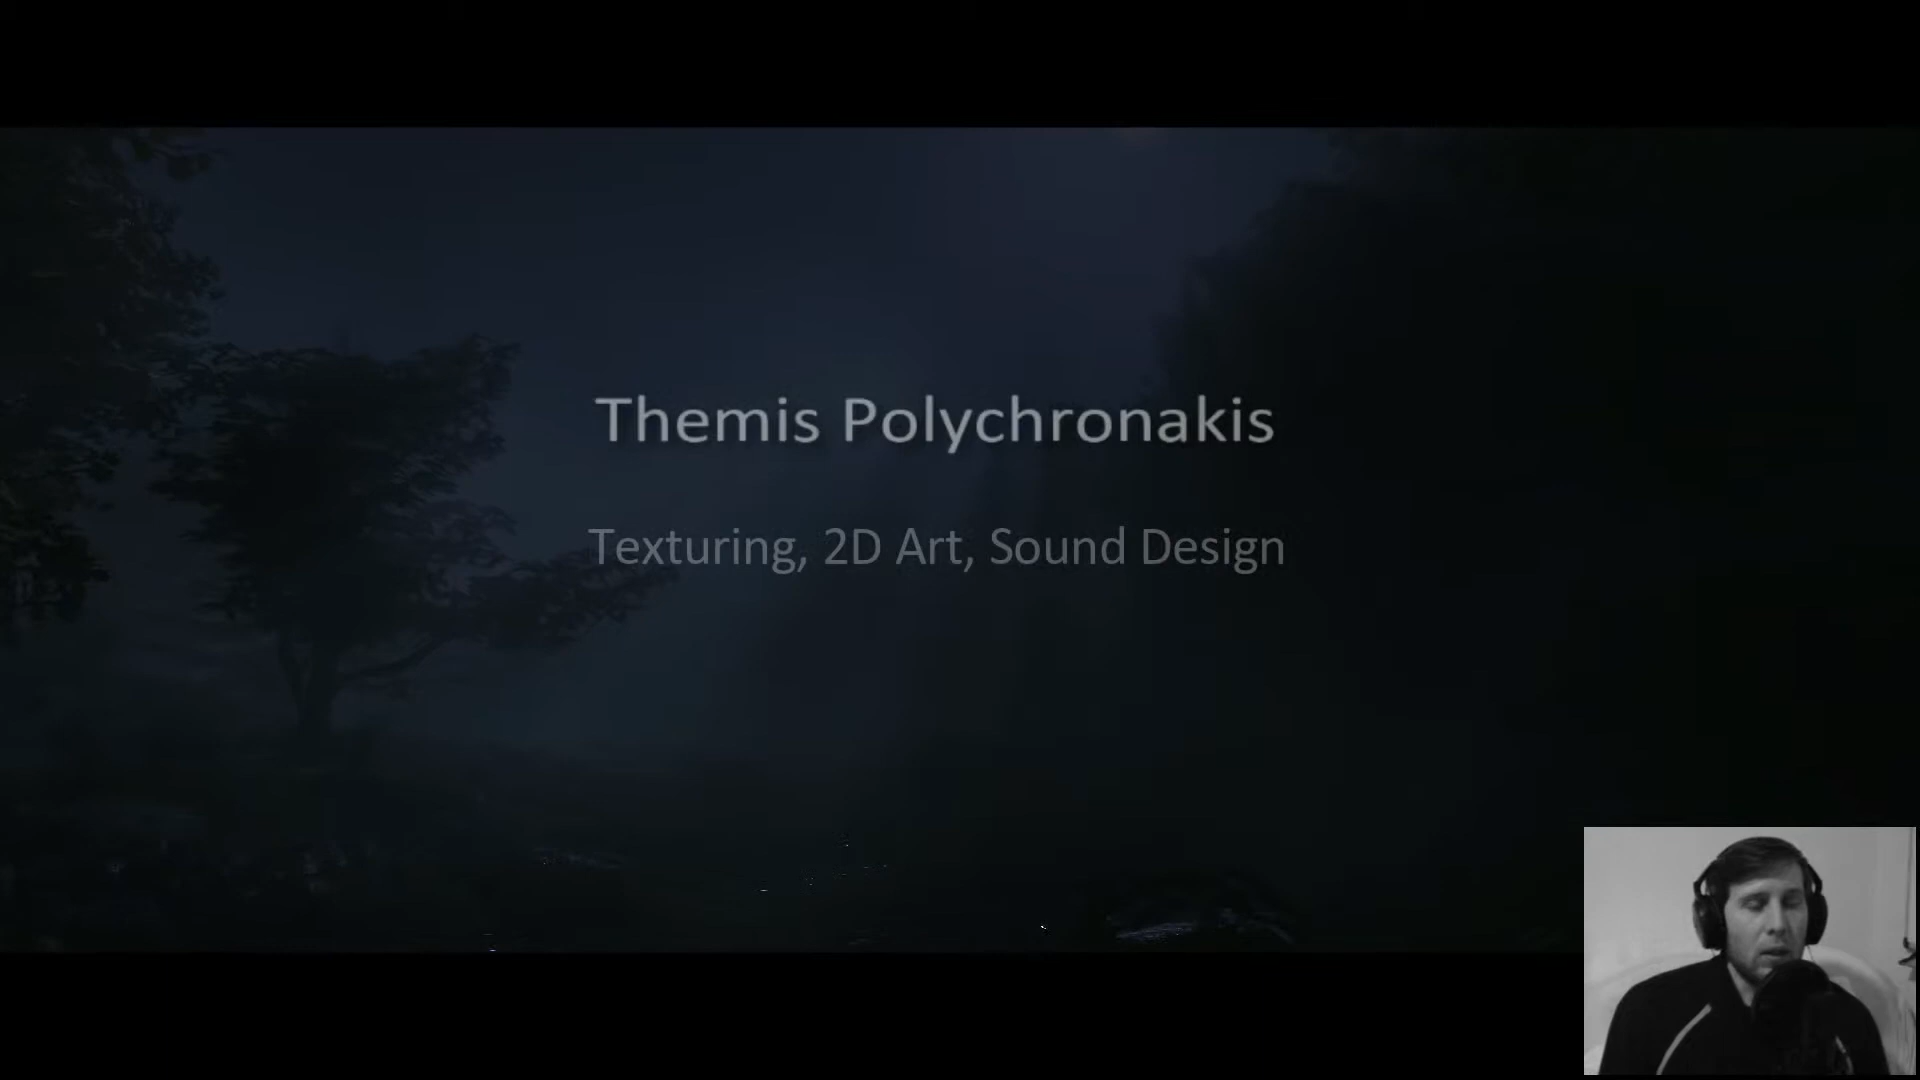 Themis Polychronakis
Texturing, 2D Art, Sound Design